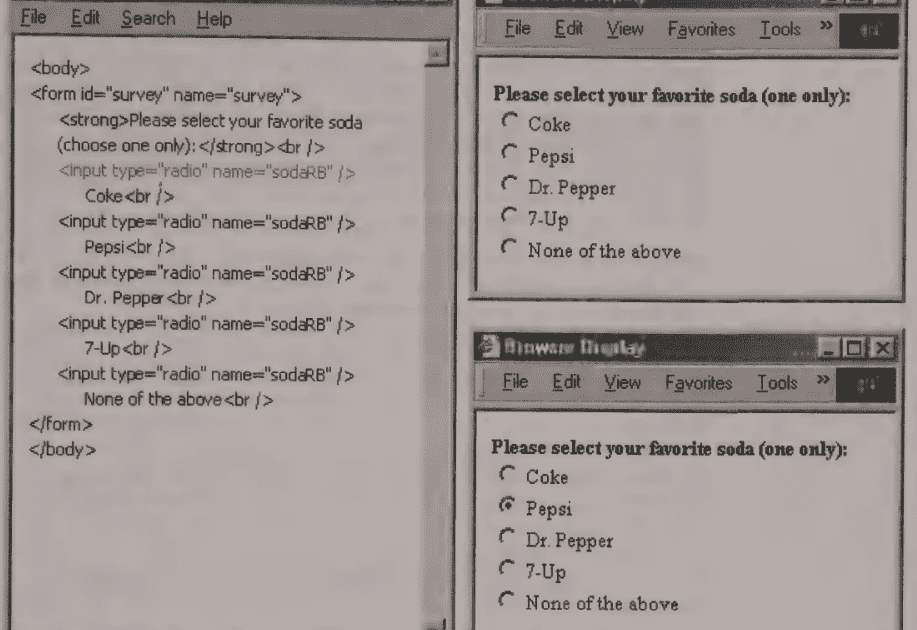 File Edit Search Help
<body>
<form id="survey" name="survey">
<strong>Please select your favorite soda
(choose one only):</strong><br />
<input type="radio" name="sodaRB" />
Coke<br />
<input type="radio" name="sodaRB" />
Pepsi<br />
<input type="radio" name="sodaRB" />
Dr. Pepper<br />
<input type="radio" name="sodaRB" />
7-Up<br />
<input type="radio" name="sodaRB" />
None of the above<br />
</form>
</body>
File Edit View Favorites Tools »
Please select your favorite soda (one only):
Coke
Pepsi
Dr. Pepper
7-Up
None of the above
Browser Display
File Edit View Favorites Tools »
Please select your favorite soda (one only):
Coke
Pepsi
Dr. Pepper
7-Up
None of the above